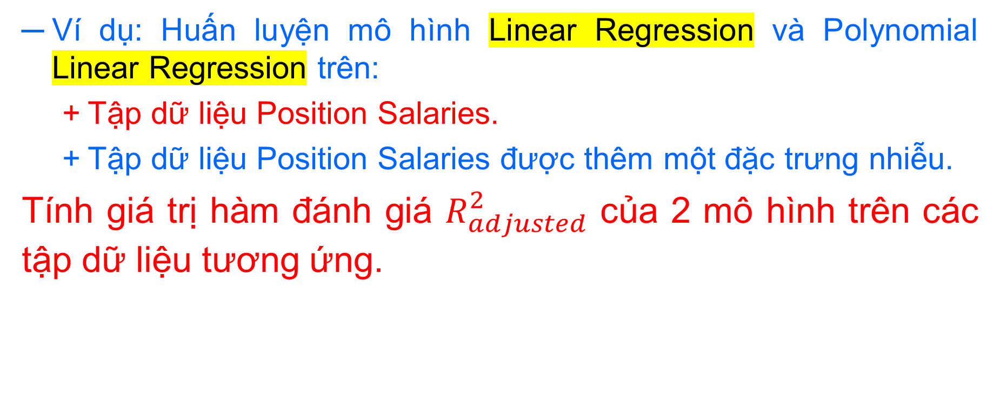 – Ví dụ: Huấn luyện mô hình Linear Regression và Polynomial
Linear Regression trên:
+ Tập dữ liệu Position Salaries.
+ Tập dữ liệu Position Salaries được thêm một đặc trưng nhiễu.
Tính giá trị hàm đánh giá $R^2_{adjusted}$ của 2 mô hình trên các
tập dữ liệu tương ứng.